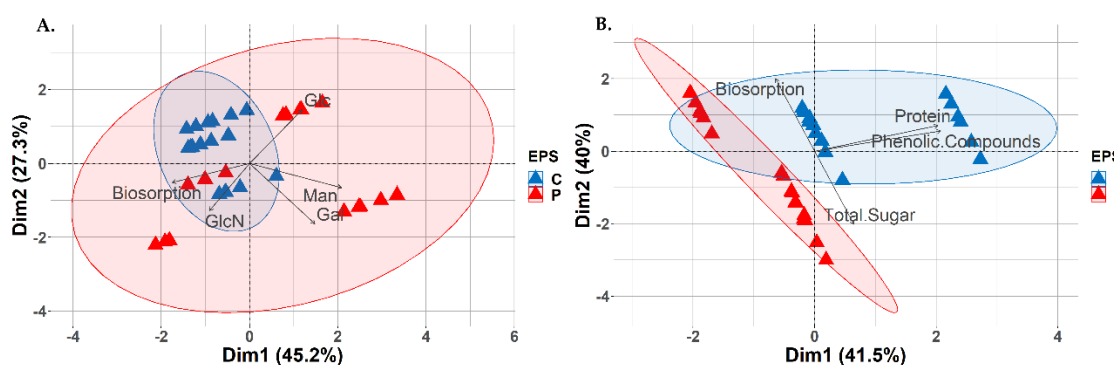 A.
Dim2 (27.3%)
2
0
-2
-4
Glc
Biosorption
Man
GlcN
Gal
-4
-2
0
2
4
6
Dim1 (45.2%)
EPS
C
P
B.
Dim2 (40%)
2
0
-2
-4
Biosorption
Protein
Phenolic.Compounds
Total.Sugar
-2
0
2
4
Dim1 (41.5%)
EPS
C
P